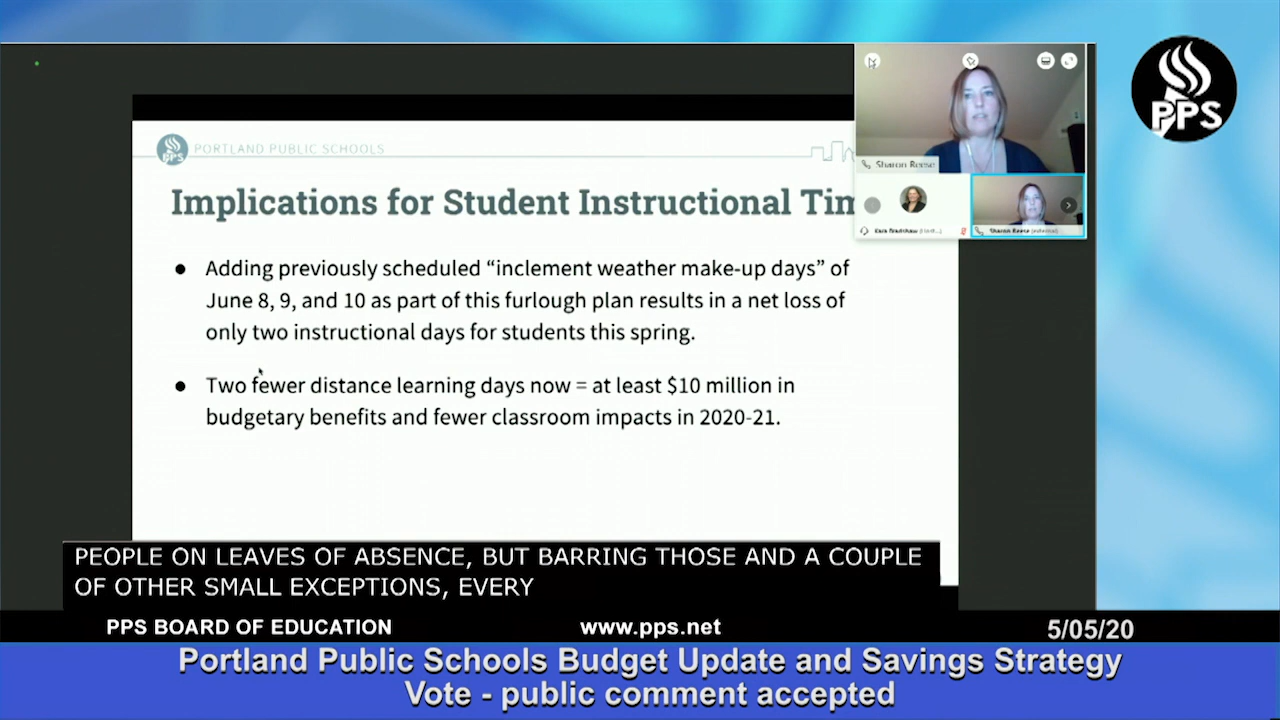 PPS
PORTLAND PUBLIC SCHOOLS
Implications for Student Instructional Tim
● Adding previously scheduled “inclement weather make-up days” of
June 8, 9, and 10 as part of this furlough plan results in a net loss of
only two instructional days for students this spring.
● Two fewer distance learning days now = at least $10 million in
budgetary benefits and fewer classroom impacts in 2020-21.
Sharon Reese
Sharon Reese (external)
PPS
PEOPLE ON LEAVES OF ABSENCE, BUT BARRING THOSE AND A COUPLE
OF OTHER SMALL EXCEPTIONS, EVERY
PPS BOARD OF EDUCATION www.pps.net 5/05/20
Portland Public Schools Budget Update and Savings Strategy
Vote - public comment accepted